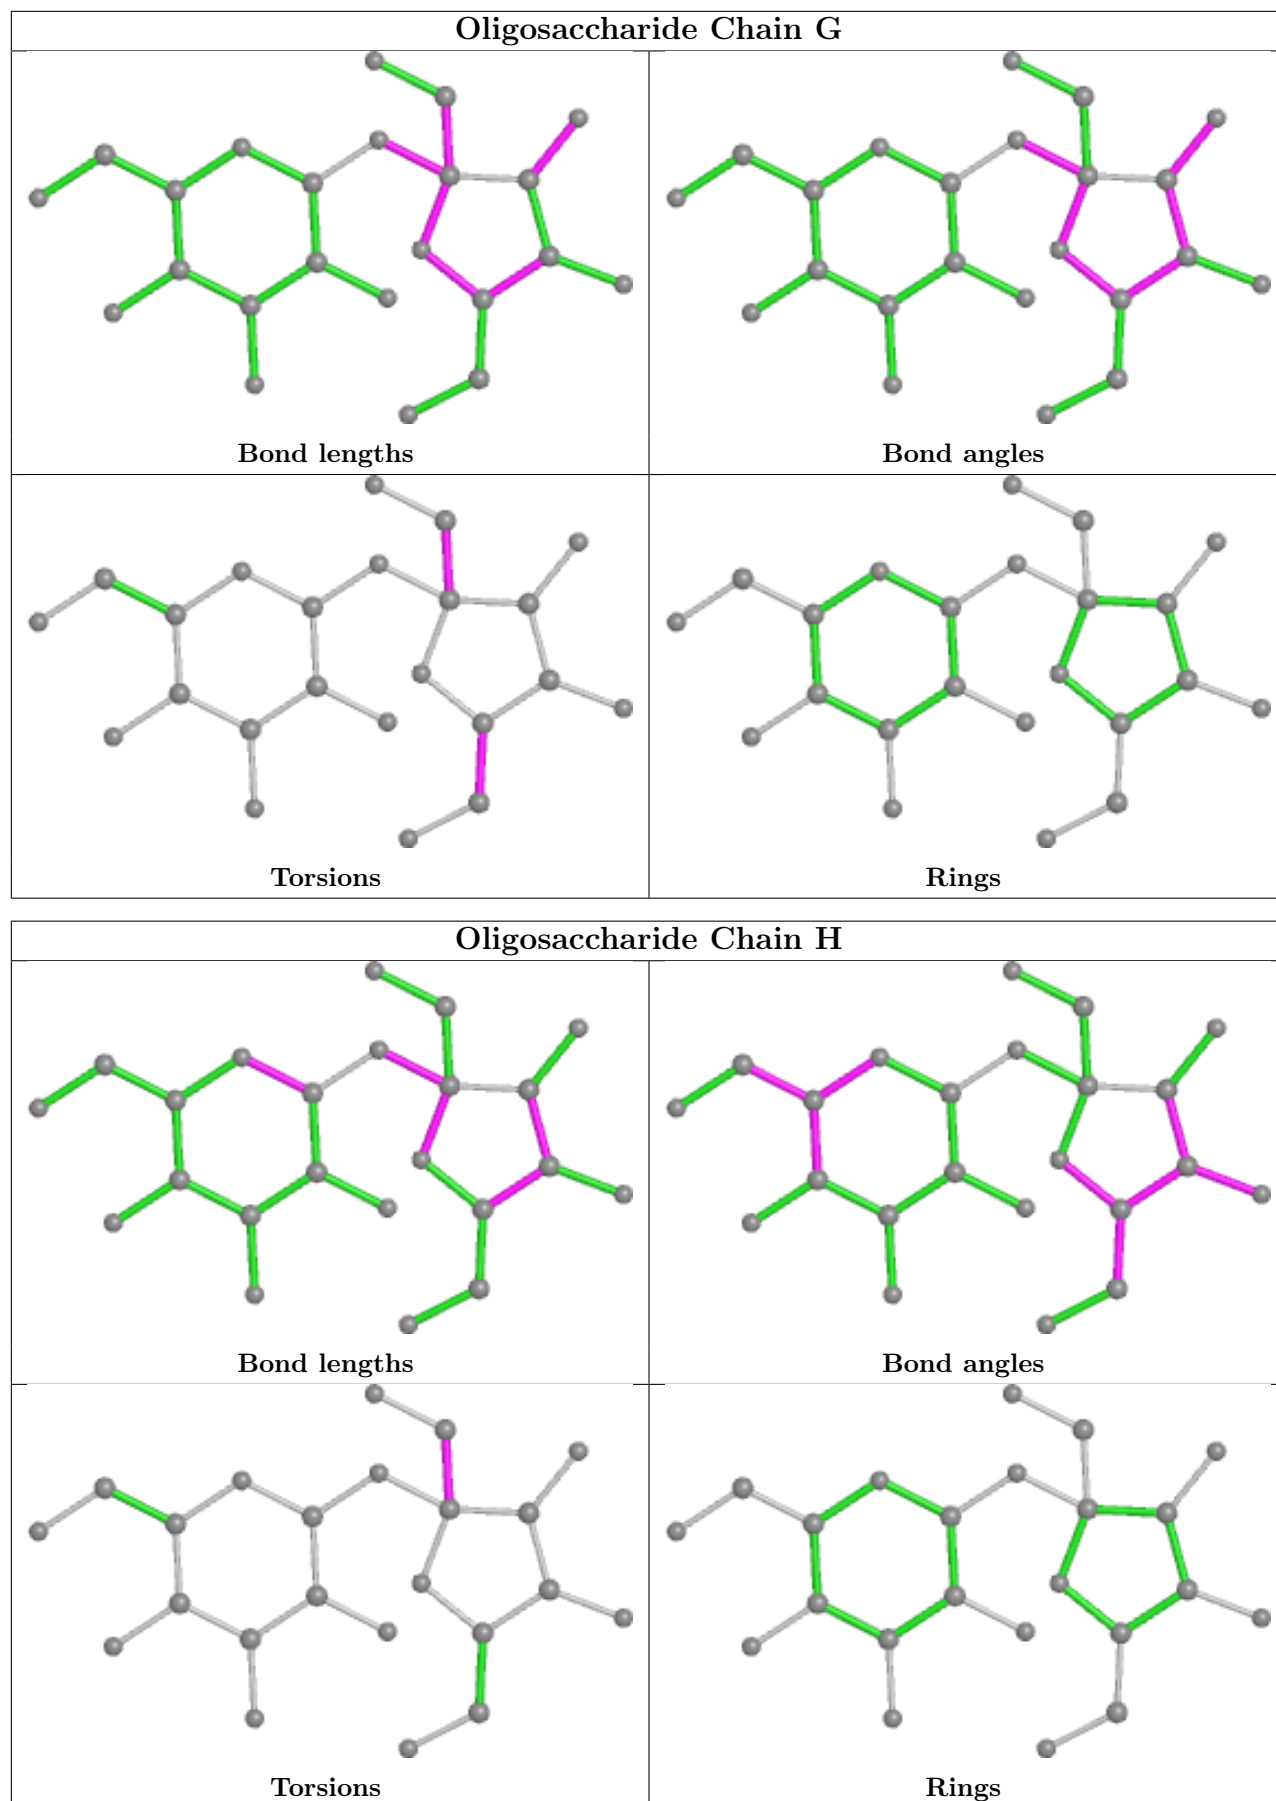 Oligosaccharide Chain G
Bond lengths
Bond angles
Torsions
Rings
Oligosaccharide Chain H
Bond lengths
Bond angles
Torsions
Rings